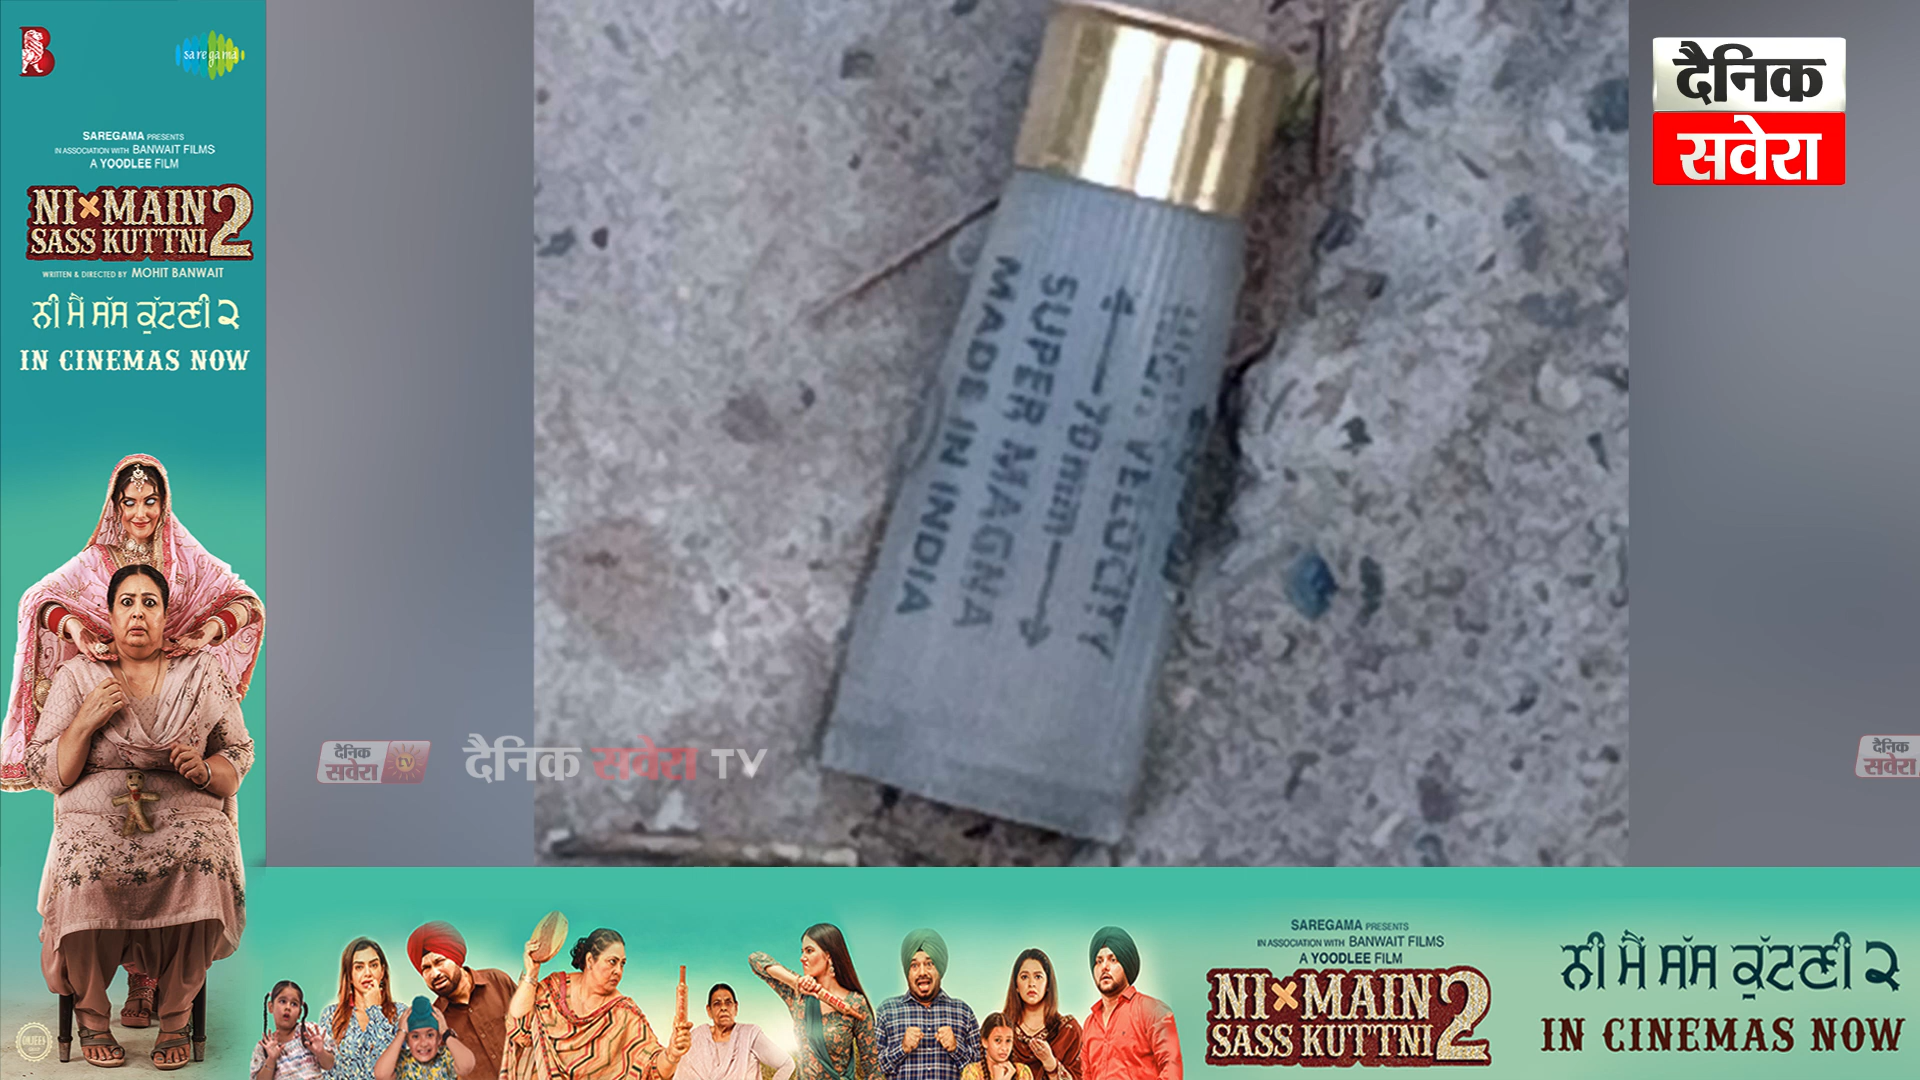 B
saregama
SAREGAMA PRESENTS
IN ASSOCIATION WITH BANWAIT FILMS
A YOODLEE FILM
NI MAIN
SASS KUTTNI 2
WRITTEN & DIRECTED BY MOHIT BANWAIT
ਨੀ ਮੈਂ ਸੱਸ ਕੁੱਟਣੀ ੨
IN CINEMAS NOW
HIGH VELOCITY
70mm
SUPER MAGNA
MADE IN INDIA
दैनिक
सवेरा
दैनिक
सवेरा TV
दैनिक सवेरा TV
दैनिक
सवेरा
SAREGAMA PRESENTS
IN ASSOCIATION WITH BANWAIT FILMS
A YOODLEE FILM
NI MAIN
SASS KUTTNI 2
ਨੀ ਮੈਂ ਸੱਸ ਕੁੱਟਣੀ ੨
IN CINEMAS NOW